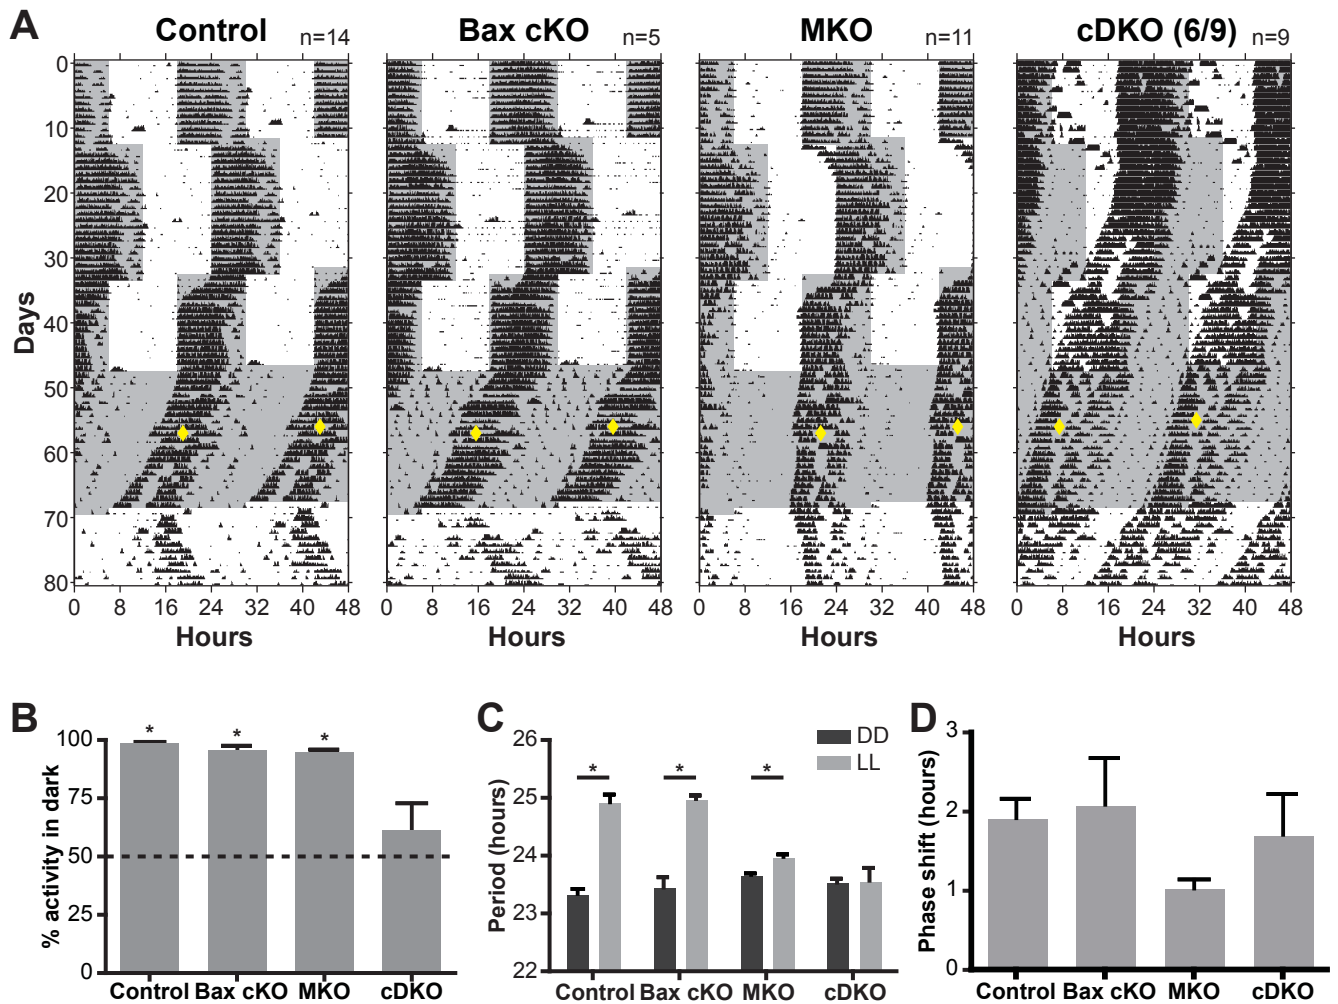 A
Control n=14
Bax cKO n=5
MKO n=11
cDKO (6/9) n=9
Days
0
10
20
30
40
50
60
70
80
0 8 16 24 32 40 48
0 8 16 24 32 40 48
0 8 16 24 32 40 48
0 8 16 24 32 40 48
Hours
Hours
Hours
Hours
B
% activity in dark
100
75
50
25
0
* * *
Control Bax cKO MKO cDKO
C
Period (hours)
26
25
24
23
22
DD
LL
* * *
Control Bax cKO MKO cDKO
D
Phase shift (hours)
3
2
1
0
Control Bax cKO MKO cDKO